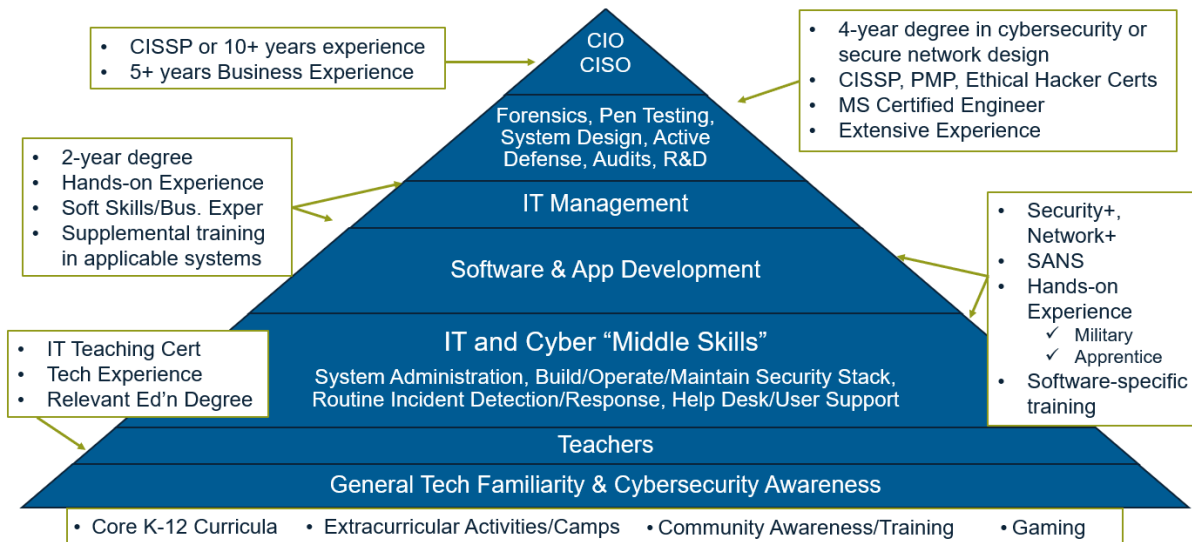 • CISSP or 10+ years experience
• 5+ years Business Experience
CIO
CISO
• 4-year degree in cybersecurity or
secure network design
• CISSP, PMP, Ethical Hacker Certs
• MS Certified Engineer
• Extensive Experience
Forensics, Pen Testing,
System Design, Active
Defense, Audits, R&D
• 2-year degree
• Hands-on Experience
• Soft Skills/Bus. Exper
• Supplemental training
in applicable systems
IT Management
Software & App Development
• Security+,
Network+
• SANS
• Hands-on
Experience
✓ Military
✓ Apprentice
• Software-specific
training
IT and Cyber “Middle Skills”
System Administration, Build/Operate/Maintain Security Stack,
Routine Incident Detection/Response, Help Desk/User Support
• IT Teaching Cert
• Tech Experience
• Relevant Ed’n Degree
Teachers
General Tech Familiarity & Cybersecurity Awareness
• Core K-12 Curricula • Extracurricular Activities/Camps • Community Awareness/Training • Gaming